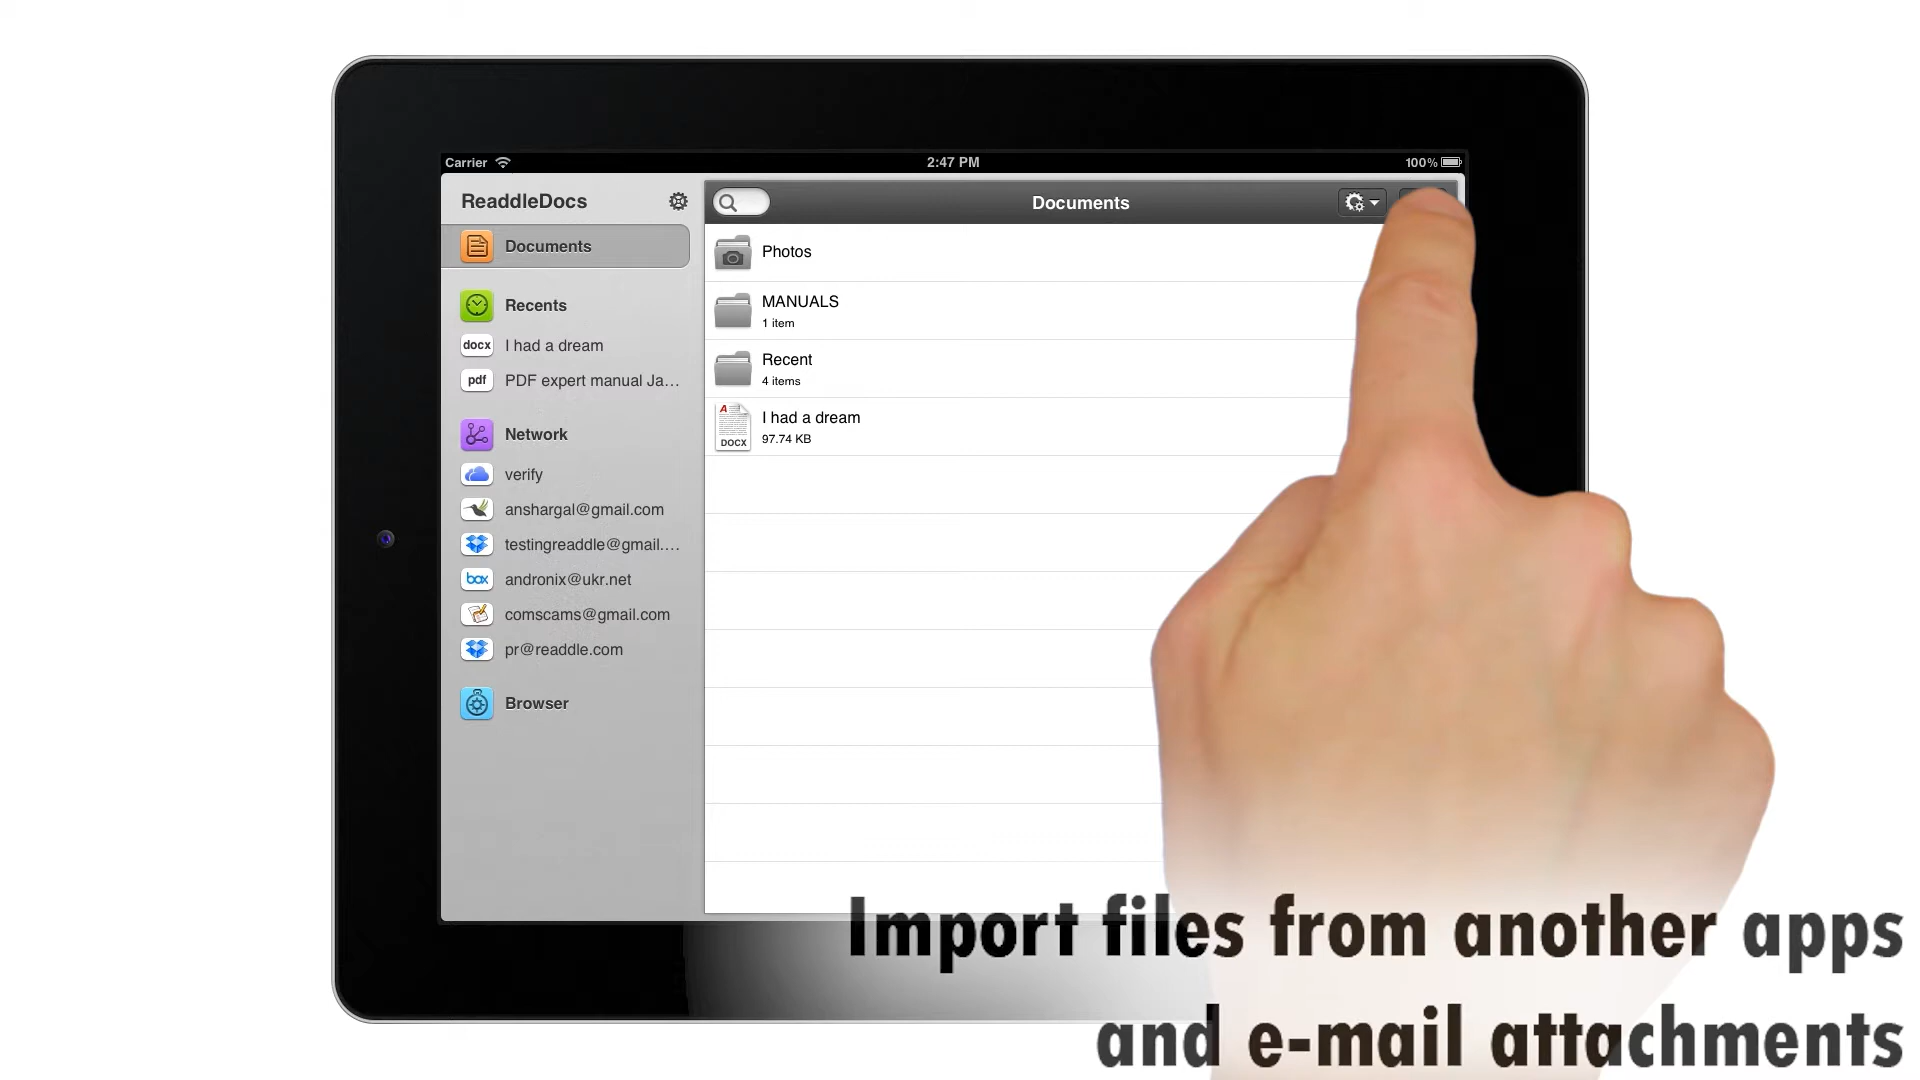 Carrier
2:47 PM
100%
ReaddleDocs
Documents
Documents
Photos
MANUALS
1 item
Recents
Recent
4 items
docx I had a dream
pdf PDF expert manual Ja...
A
DOCX
I had a dream
97.74 KB
Network
verify
anshargal@gmail.com
testingreaddle@gmail....
box andronix@ukr.net
comscams@gmail.com
pr@readdle.com
Browser
Import files from another apps
and e-mail attachments